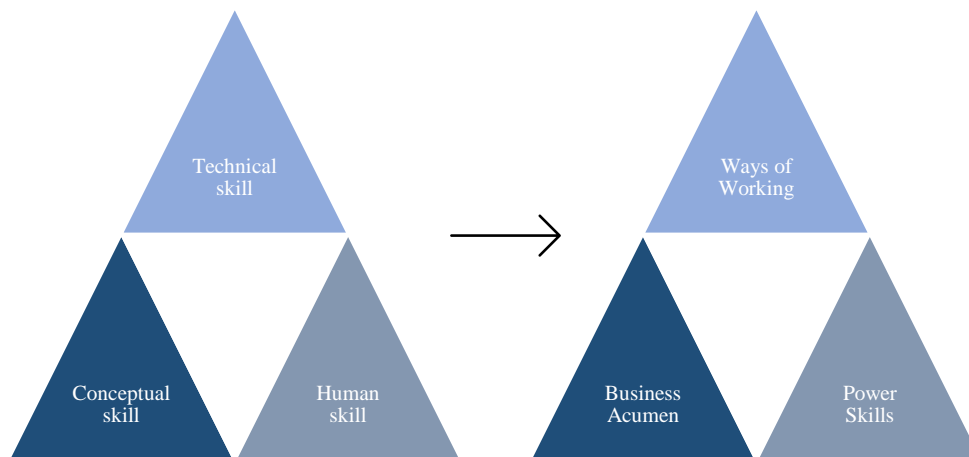 Technical
skill
Conceptual
skill
Human
skill
Ways of
Working
Business
Acumen
Power
Skills